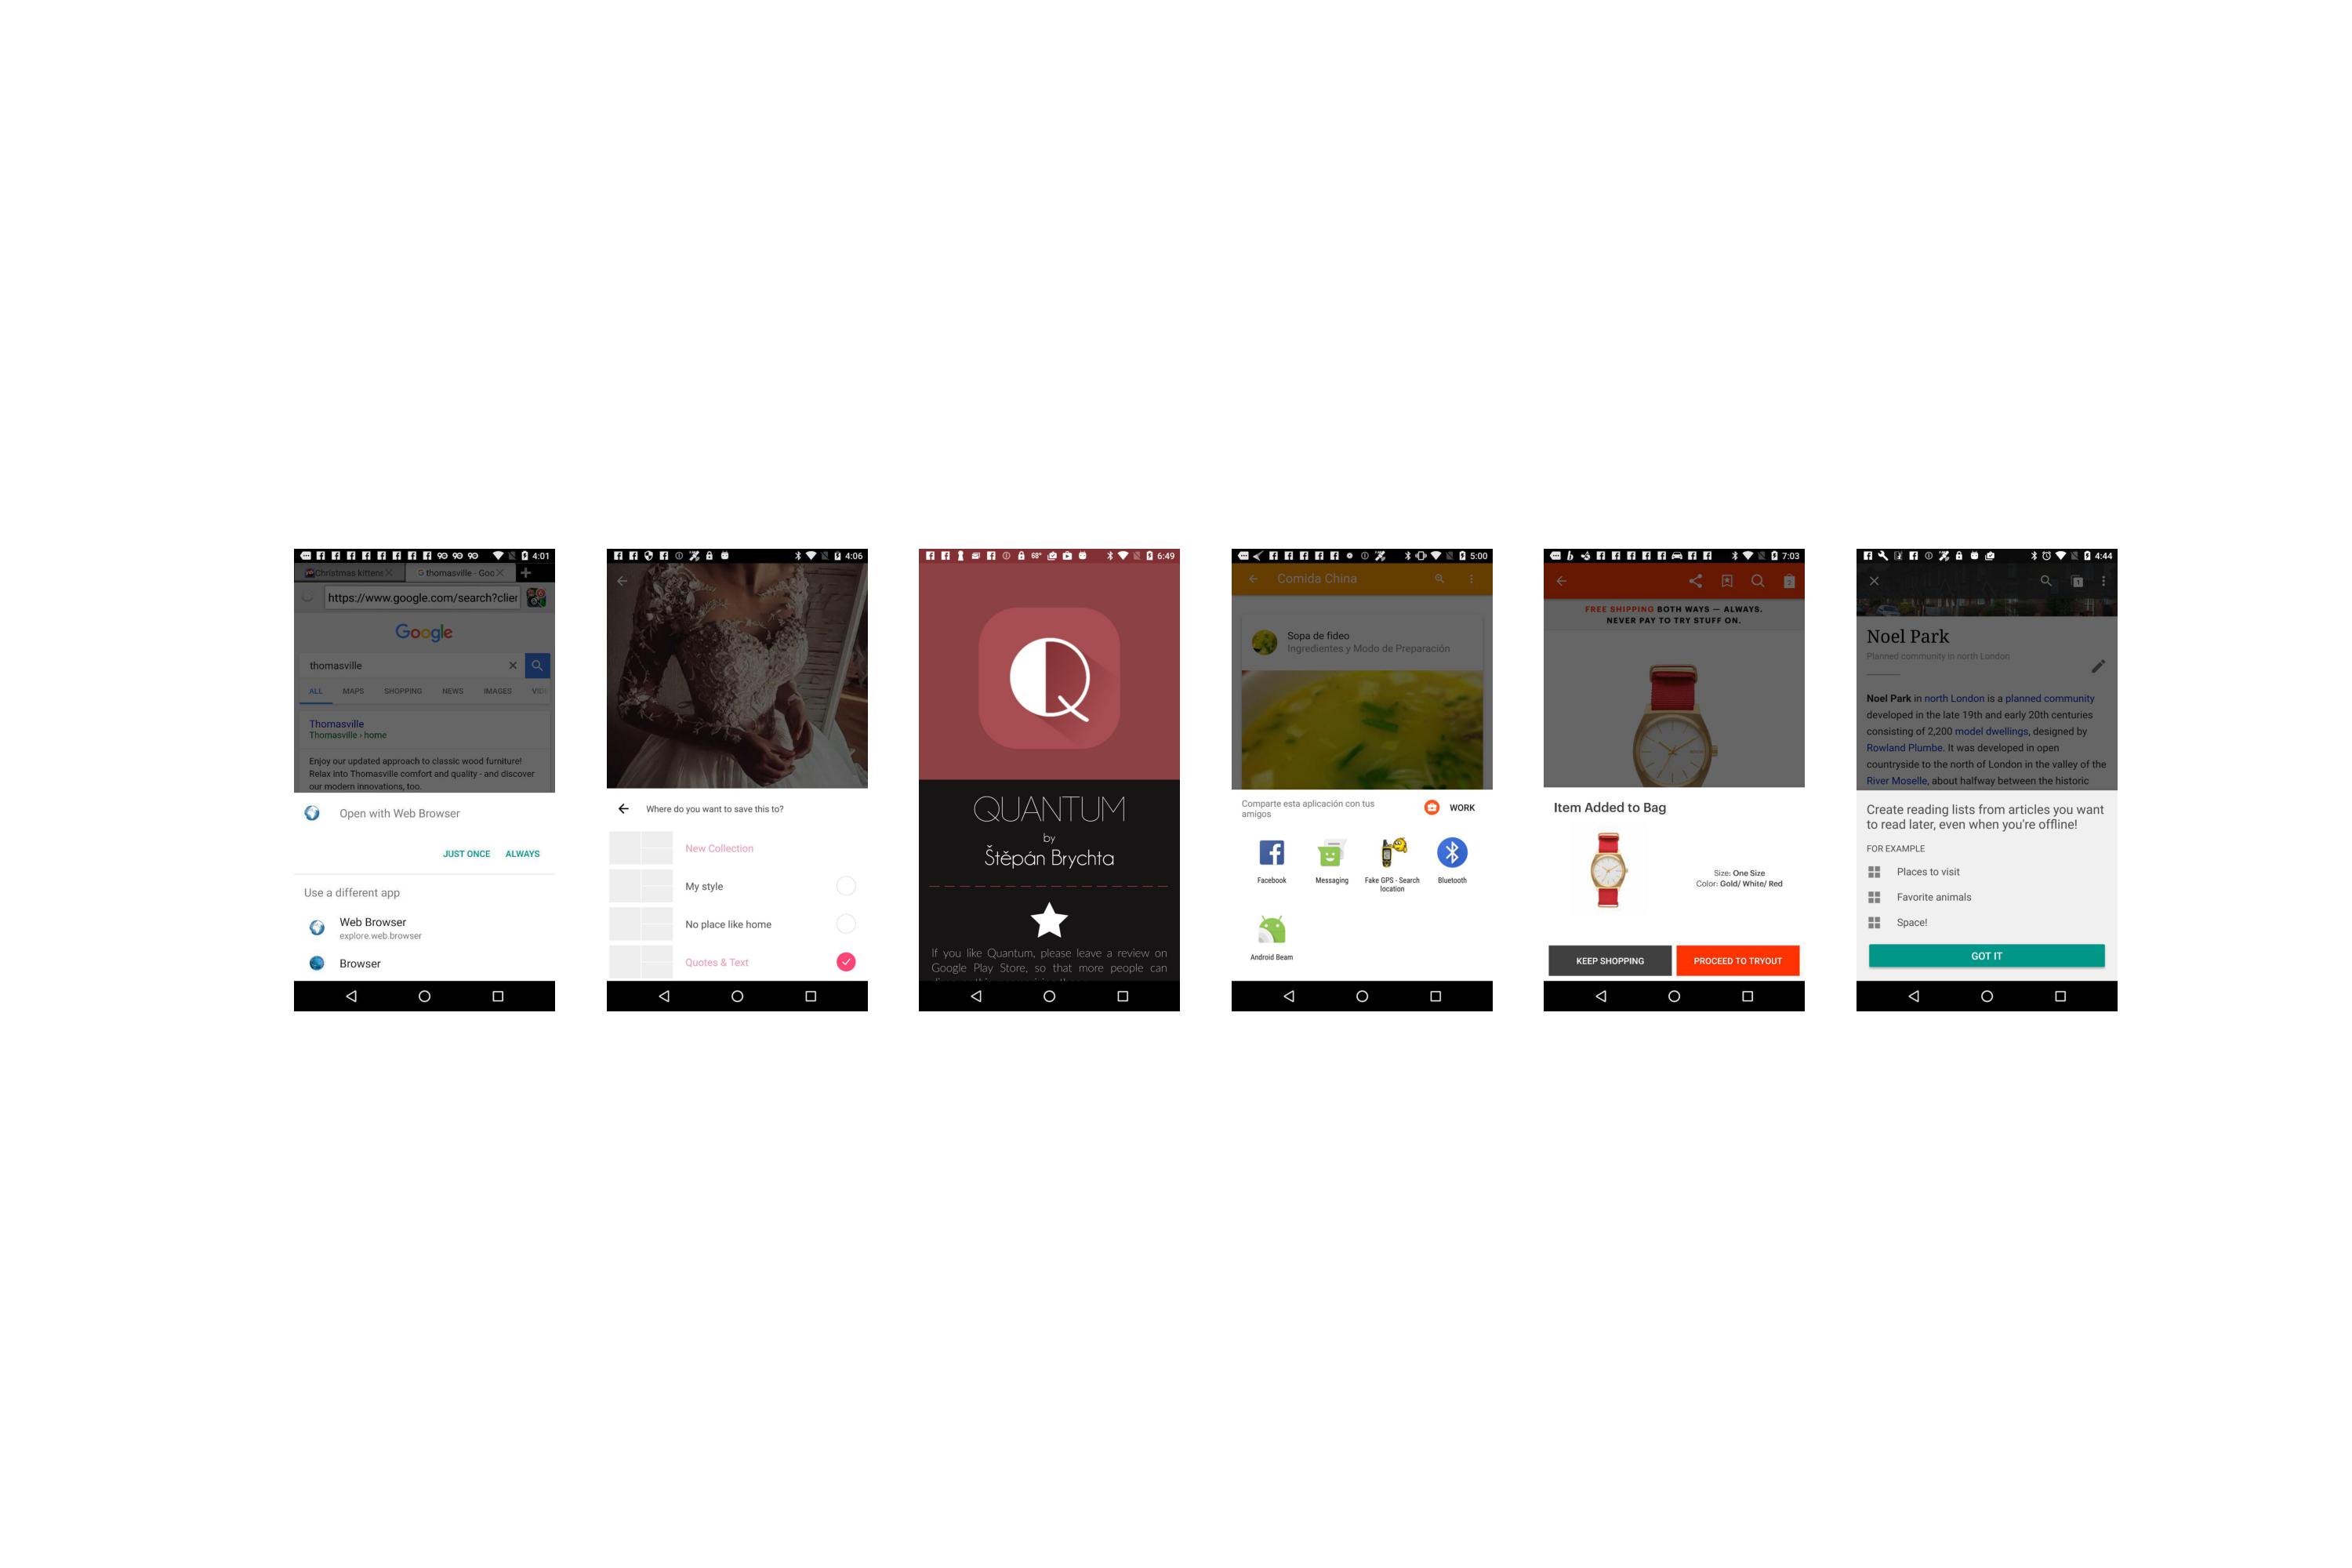 4:01
Christmas kittens
thomasville - Goo
https://www.google.com/search?clien
Google
thomasville
ALL MAPS SHOPPING NEWS IMAGES
Thomasville
Thomasville › home
Enjoy our updated approach to classic wood furniture!
Relax into Thomasville comfort and quality - and discover
our modern innovations, too.
Open with Web Browser
JUST ONCE ALWAYS
Use a different app
Web Browser
explore.web.browser
Browser
4:06
Where do you want to save this to?
New Collection
My style
No place like home
Quotes & Text
68° 6:49
QUANTUM
by
Štěpán Brychta
If you like Quantum, please leave a review on
Google Play Store, so that more people can
5:00
Comida China
Sopa de fideo
Ingredientes y Modo de Preparación
Comparte esta aplicación con tus
amigos
WORK
Facebook Messaging Fake GPS - Search Bluetooth
location
Android Beam
7:03
FREE SHIPPING BOTH WAYS — ALWAYS.
NEVER PAY TO TRY STUFF ON.
Item Added to Bag
Size: One Size
Color: Gold/ White/ Red
KEEP SHOPPING PROCEED TO TRYOUT
4:44
1
Noel Park
Planned community in north London
Noel Park in north London is a planned community
developed in the late 19th and early 20th centuries
consisting of 2,200 model dwellings, designed by
Rowland Plumbe. It was developed in open
countryside to the north of London in the valley of the
River Moselle, about halfway between the historic
Create reading lists from articles you want
to read later, even when you're offline!
FOR EXAMPLE
Places to visit
Favorite animals
Space!
GOT IT